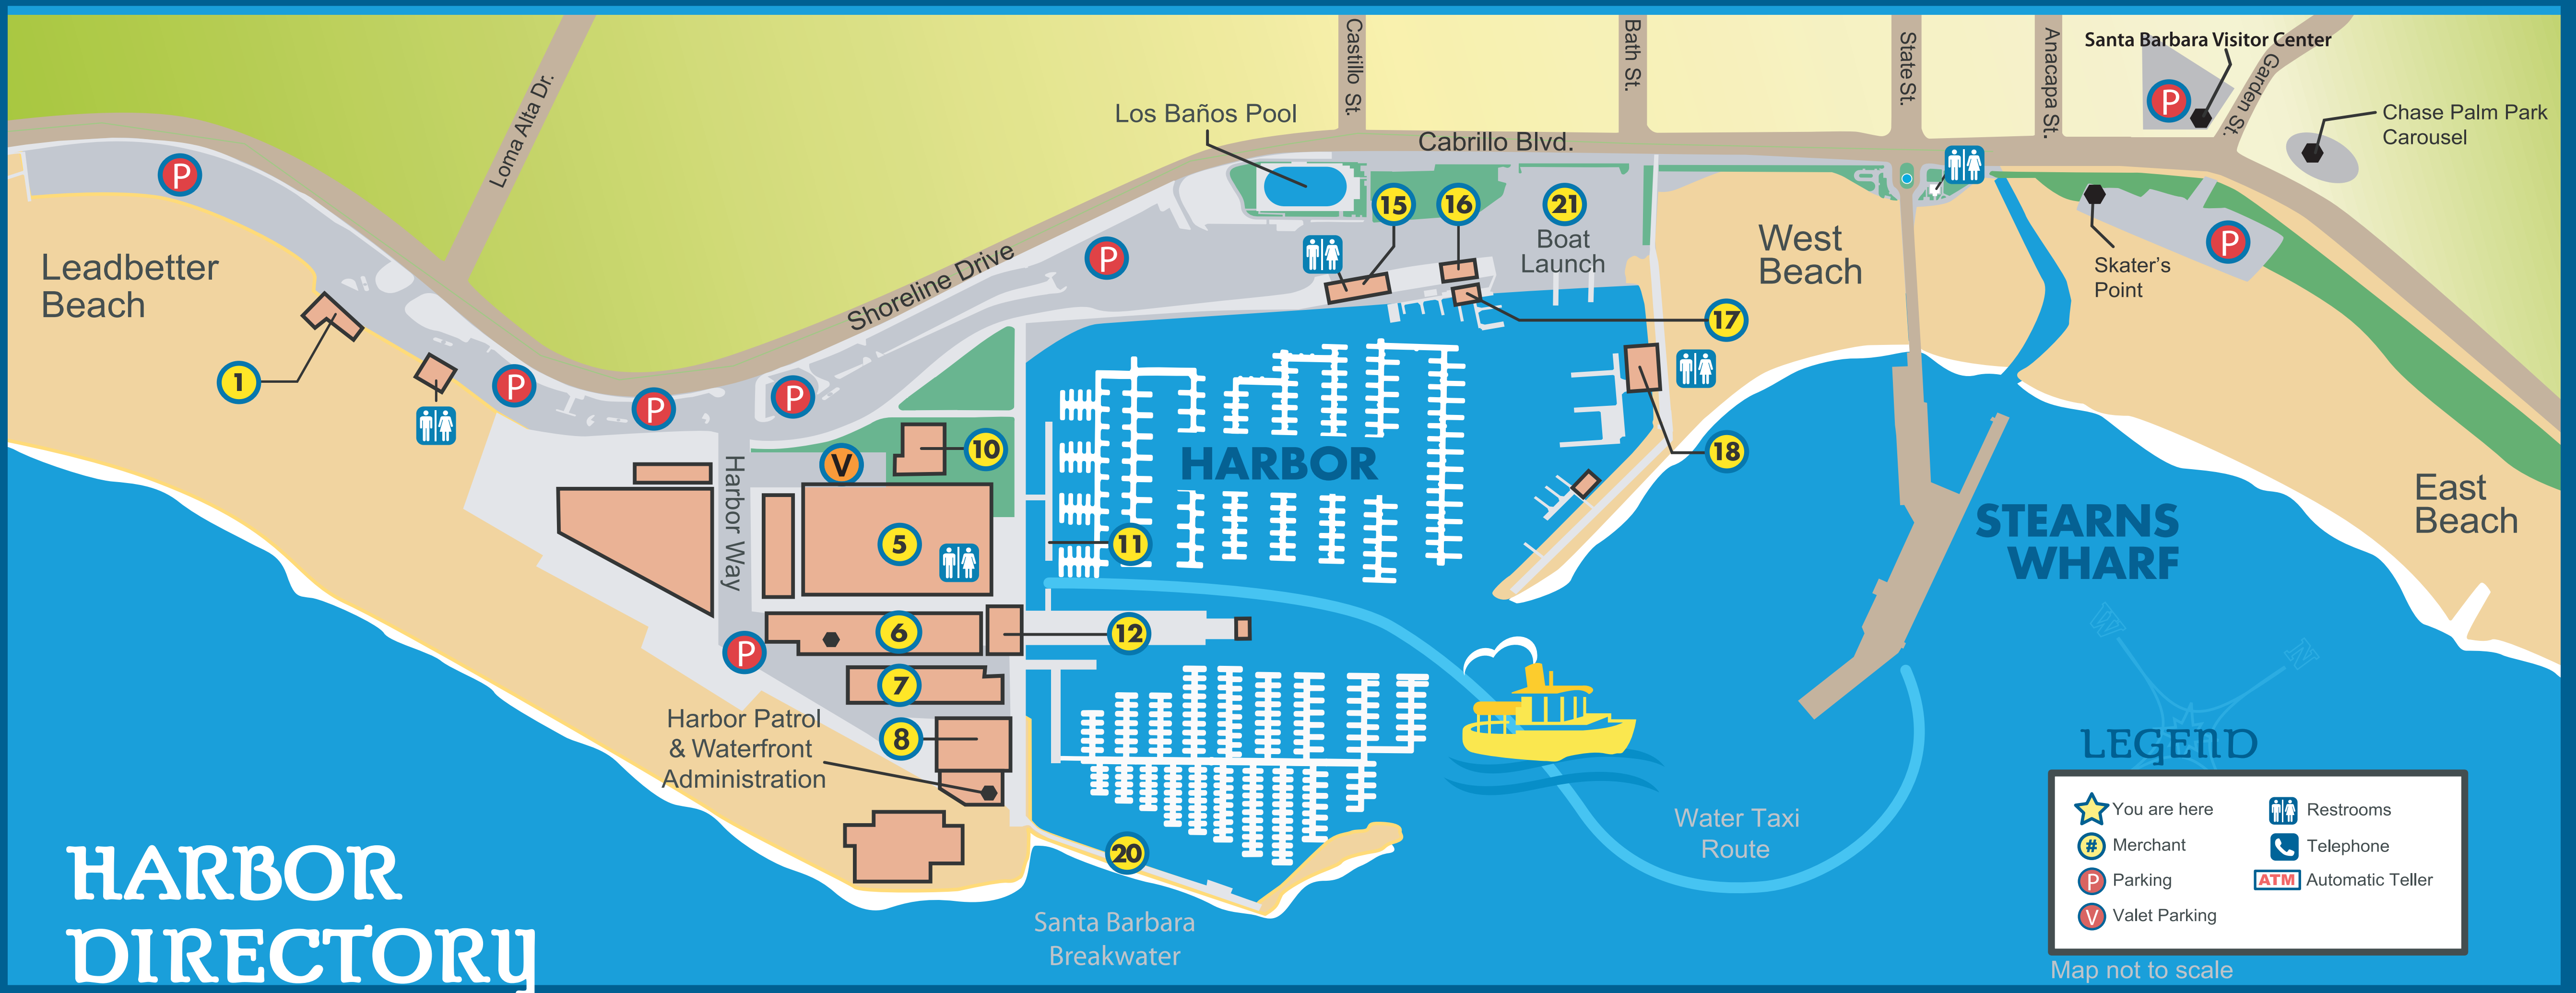 Loma Alta Dr.
Castillo St.
Bath St.
State St.
Anacapa St.
Santa Barbara Visitor Center
Garden St.
P
Chase Palm Park
Carousel
Los Baños Pool
Cabrillo Blvd.
P
15
16
21
Boat
Launch
West
Beach
P
Skater's
Point
Leadbetter
Beach
Shoreline Drive
P
17
1
P
P
P
10
18
HARBOR
V
Harbor Way
5
11
STEARNS
WHARF
East
Beach
6
12
P
7
8
Harbor Patrol
& Waterfront
Administration
W
N
20
Water Taxi
Route
Santa Barbara
Breakwater
HARBOR
DIRECTORY
LEGEND
You are here
# Merchant
P Parking
V Valet Parking
Restrooms
Telephone
ATM Automatic Teller
Map not to scale